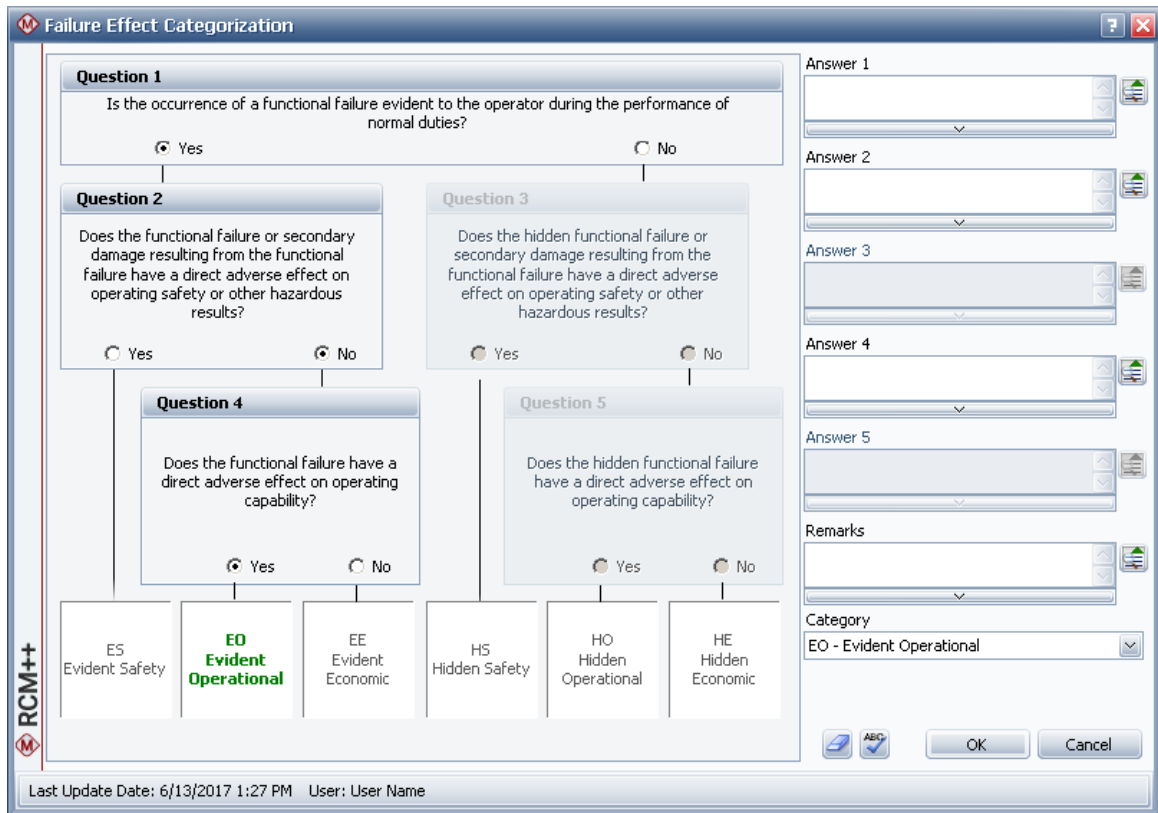 Failure Effect Categorization
Question 1
Is the occurrence of a functional failure evident to the operator during the performance of
normal duties?
Yes
No
Question 2
Does the functional failure or secondary
damage resulting from the functional
failure have a direct adverse effect on
operating safety or other hazardous
results?
Yes
No
Question 3
Does the hidden functional failure or
secondary damage resulting from the
functional failure have a direct adverse
effect on operating safety or other
hazardous results?
Yes
No
Question 4
Does the functional failure have a
direct adverse effect on operating
capability?
Yes
No
Question 5
Does the hidden functional failure
have a direct adverse effect on
operating capability?
Yes
No
ES
Evident Safety
EO
Evident
Operational
EE
Evident
Economic
HS
Hidden Safety
HO
Hidden
Operational
HE
Hidden
Economic
Answer 1
Answer 2
Answer 3
Answer 4
Answer 5
Remarks
Category
EO - Evident Operational
ABC
OK
Cancel
M RCM++
Last Update Date: 6/13/2017 1:27 PM User: User Name